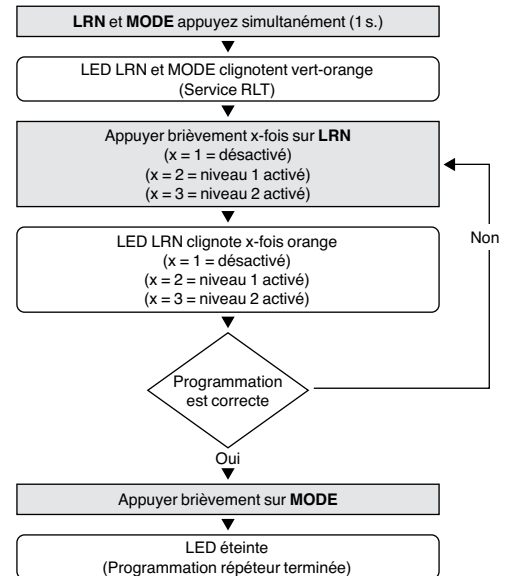 LRN et MODE appuyez simultanément (1 s.)
LED LRN et MODE clignotent vert-orange
(Service RLT)
Appuyer brièvement x-fois sur LRN
(x = 1 = désactivé)
(x = 2 = niveau 1 activé)
(x = 3 = niveau 2 activé)
LED LRN clignote x-fois orange
(x = 1 = désactivé)
(x = 2 = niveau 1 activé)
(x = 3 = niveau 2 activé)
Non
Programmation
est correcte
Oui
Appuyer brièvement sur MODE
LED éteinte
(Programmation répéteur terminée)